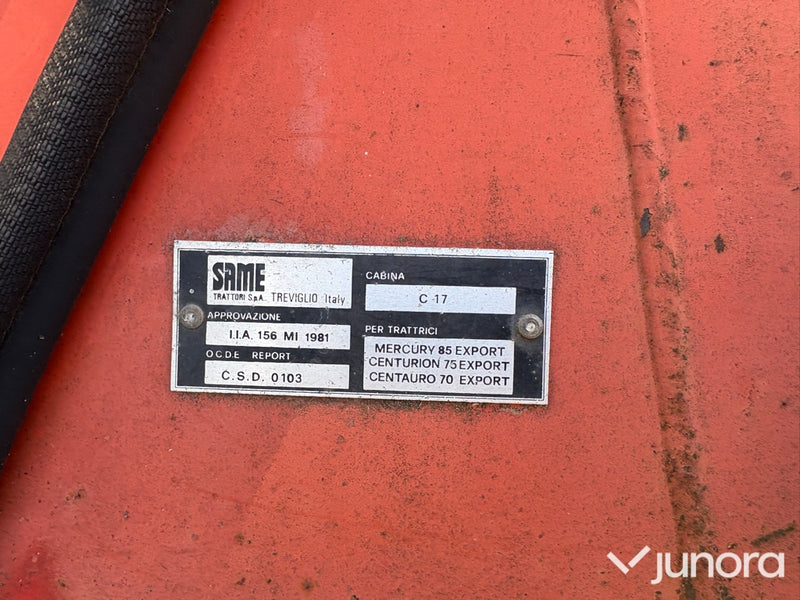 SAME
TRATTORI S.p.A. TREVIGLIO Italy
APPROVAZIONE
I.I.A. 156 MI 1981
O.C.D.E REPORT
C.S.D. 0103
CABINA
C-17
PER TRATTRICI
MERCURY 85 EXPORT
CENTURION 75 EXPORT
CENTAURO 70 EXPORT
junora